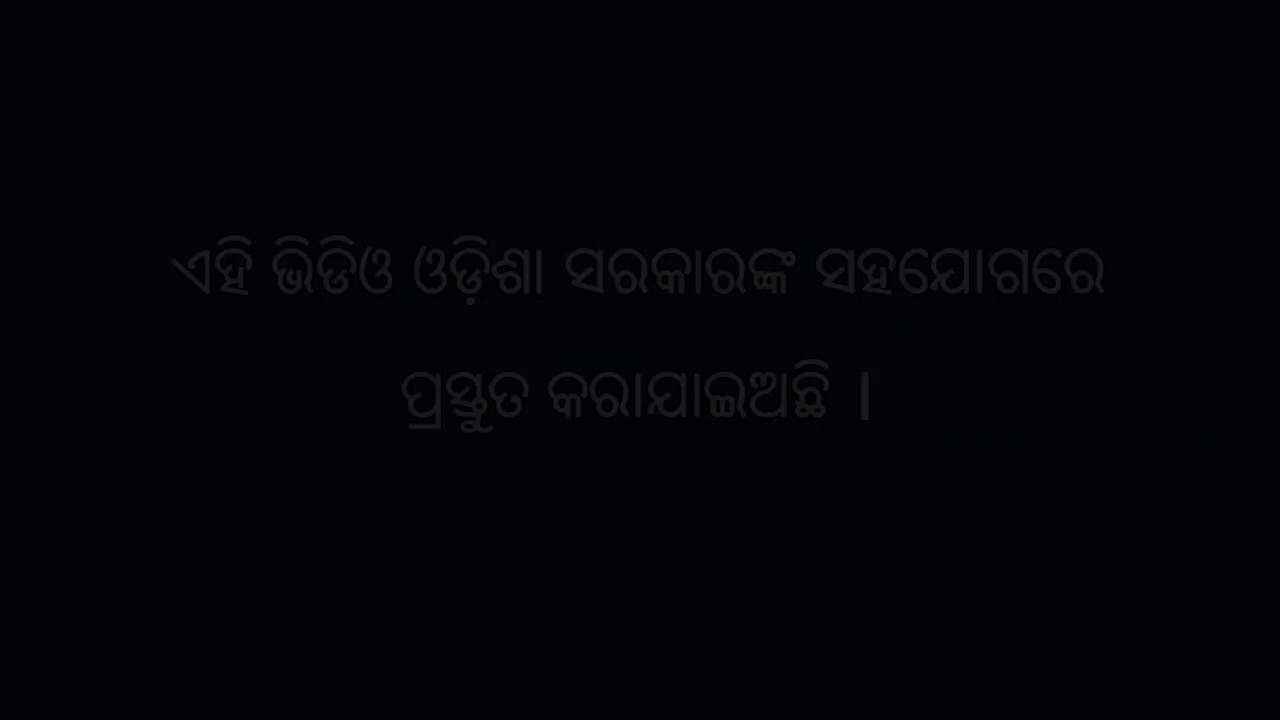 ଏହି ଭିଡିଓ ଓଡ଼ିଶା ସରକାରଙ୍କ ସହଯୋଗରେ
ପ୍ରସ୍ତୁତ କରାଯାଇଅଛି |